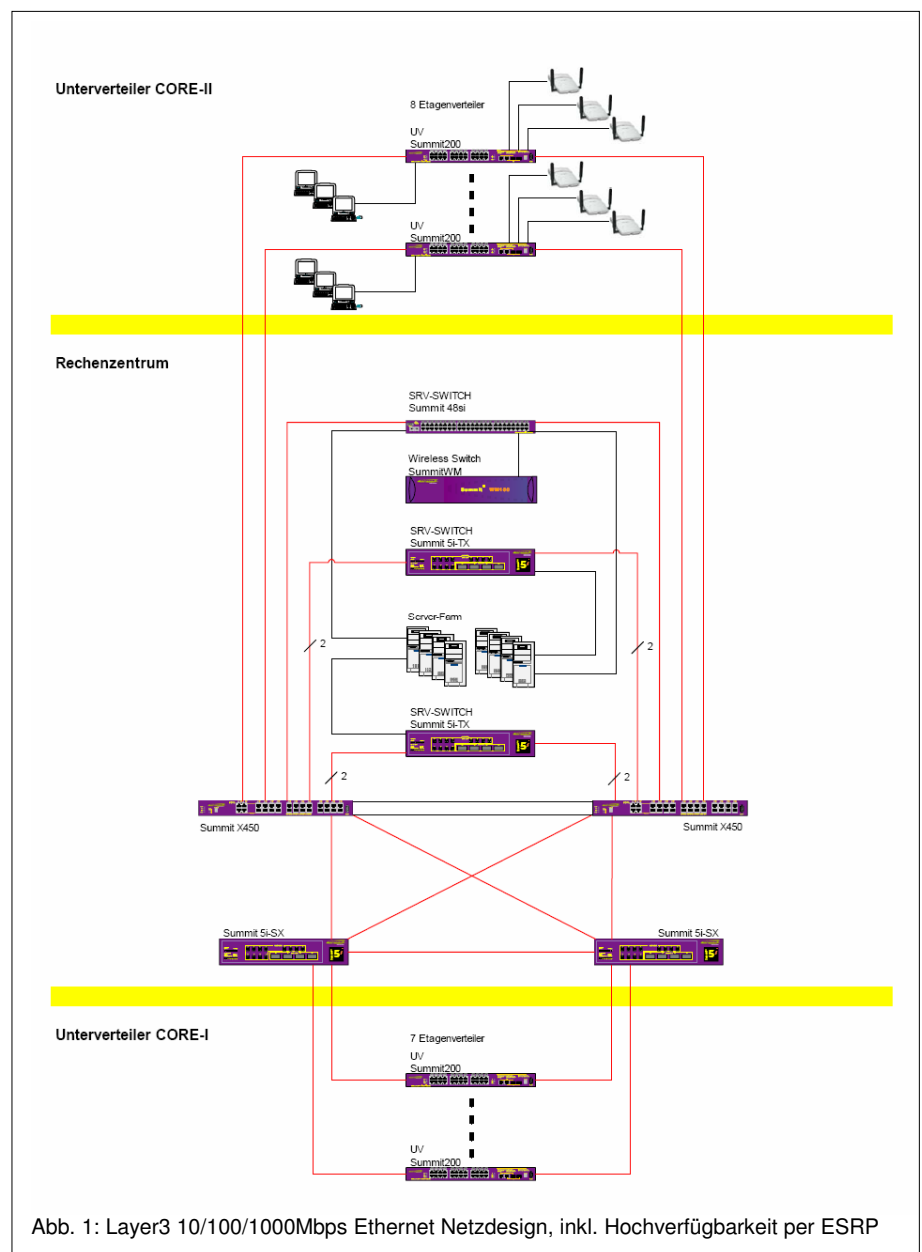 Unterverteiler CORE-II
8 Etagenverteiler
UV
Summit200
UV
Summit200
Rechenzentrum
SRV-SWITCH
Summit 48si
Wireless Switch
SummitWM
SRV-SWITCH
Summit 5i-TX
Server-Farm
2
2
SRV-SWITCH
Summit 5i-TX
2
2
Summit X450
Summit X450
Summit 5i-SX
Summit 5i-SX
Unterverteiler CORE-I
7 Etagenverteiler
UV
Summit200
UV
Summit200
Abb. 1: Layer3 10/100/1000Mbps Ethernet Netzdesign, inkl. Hochverfügbarkeit per ESRP